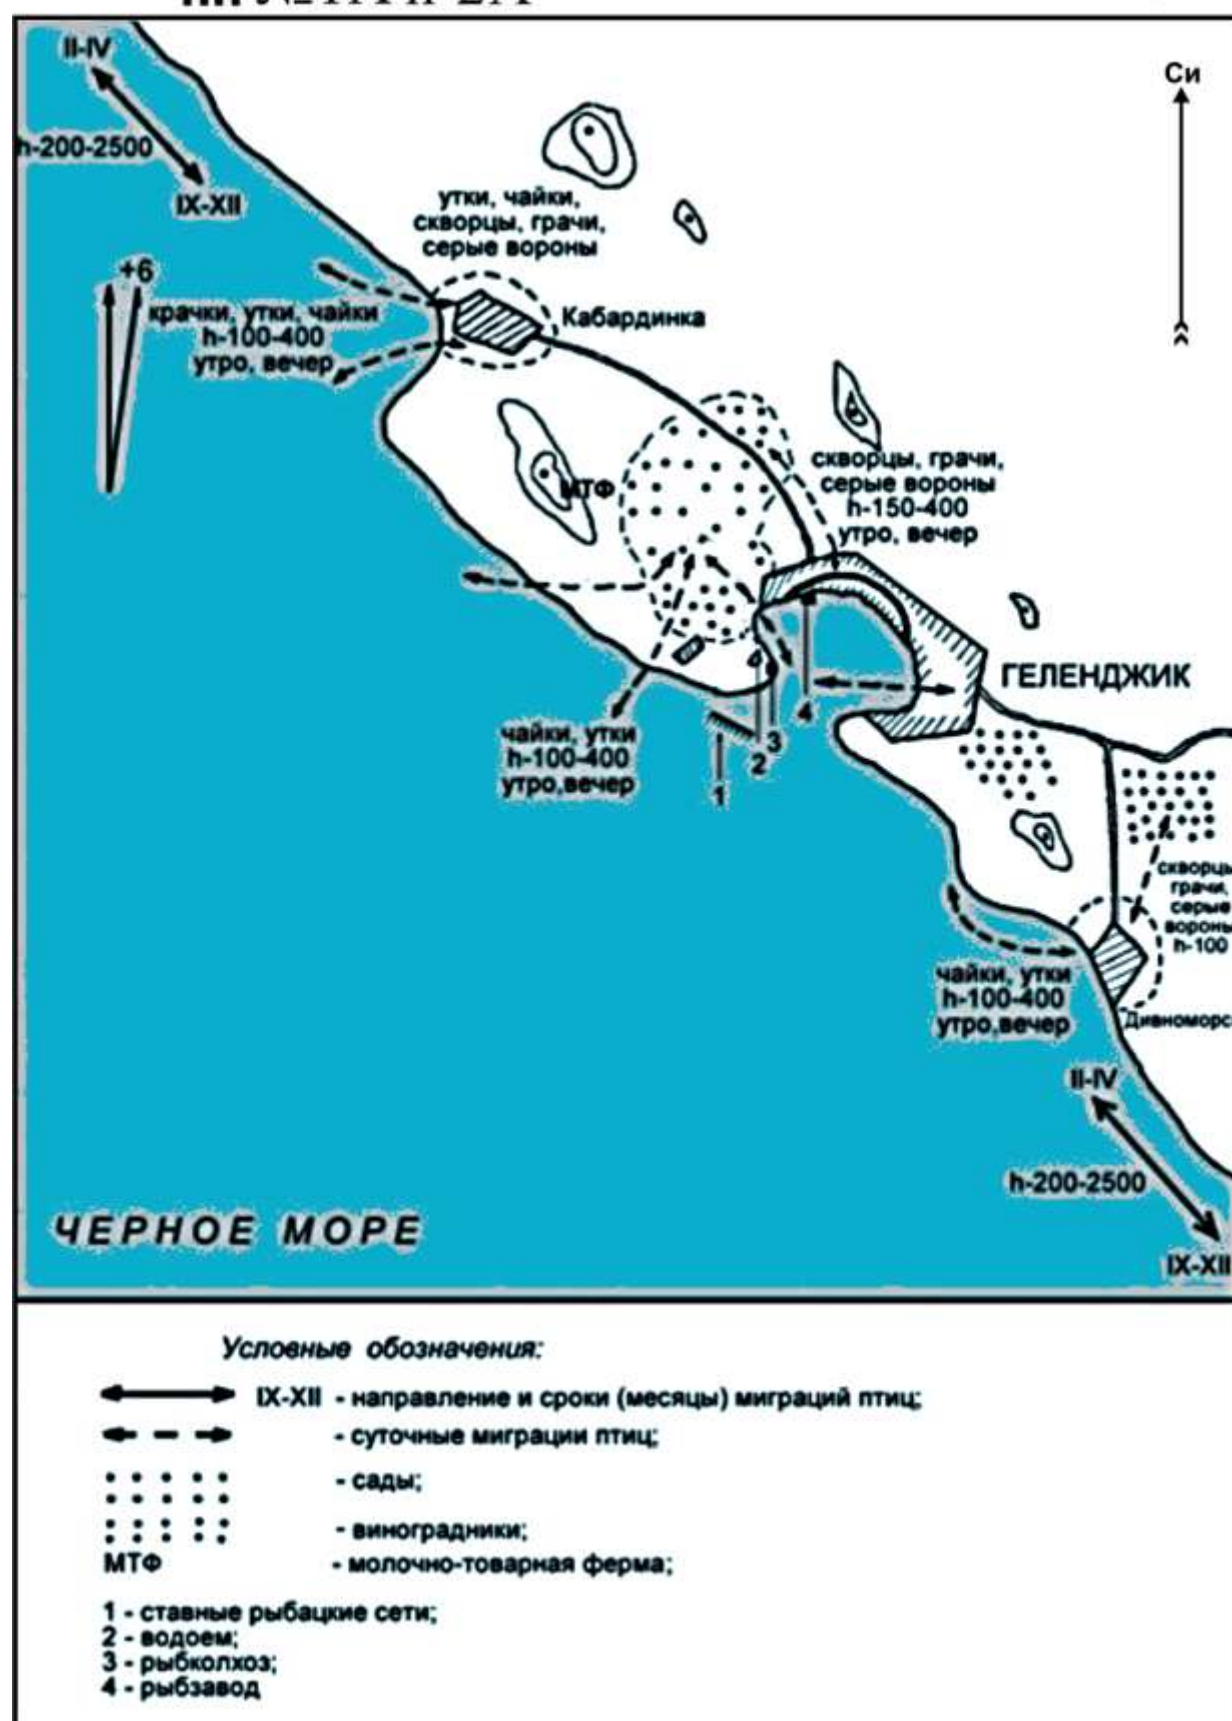 II-IV
h-200-2500
IX-XII
Си
утки, чайки,
скворцы, грачи,
серые вороны
+6
крачки, утки, чайки
h-100-400
утро, вечер
Кабардинка
МТФ
скворцы, грачи,
серые вороны
h-150-400
утро, вечер
ГЕЛЕНДЖИК
4
3
2
1
чайки, утки
h-100-400
утро,вечер
скворцы
грачи,
серые
вороны
h-100
чайки, утки
h-100-400
утро,вечер
Дивноморс
II-IV
h-200-2500
IX-XII
ЧЕРНОЕ МОРЕ
Условные обозначения:
IX-XII - направление и сроки (месяцы) миграций птиц;
- суточные миграции птиц;
- сады;
- виноградники;
МТФ - молочно-товарная ферма;
1 - ставные рыбацкие сети;
2 - водоем;
3 - рыбколхоз;
4 - рыбзавод